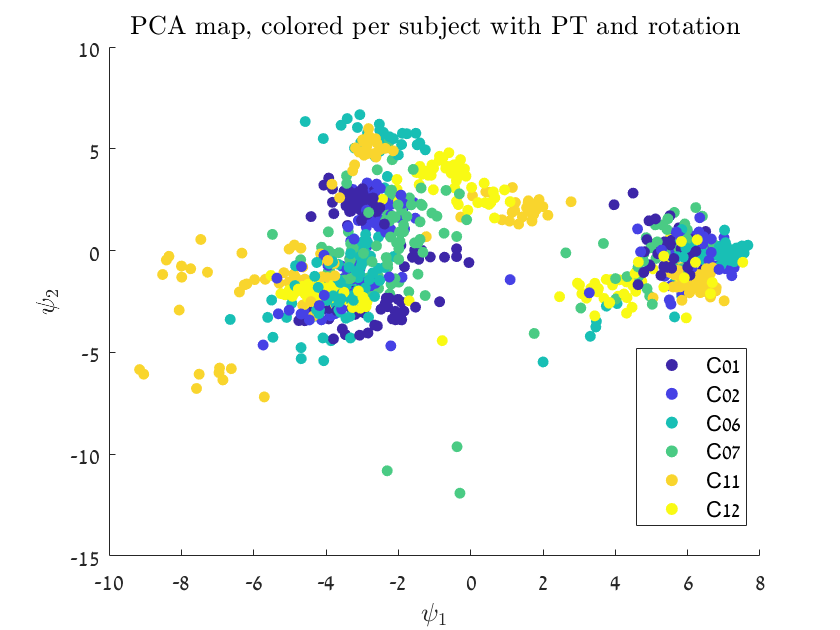 PCA map, colored per subject with PT and rotation
10
5
0
-5
-10
-15
ψ2
C01
C02
C06
C07
C11
C12
-10 -8 -6 -4 -2 0 2 4 6 8
ψ1